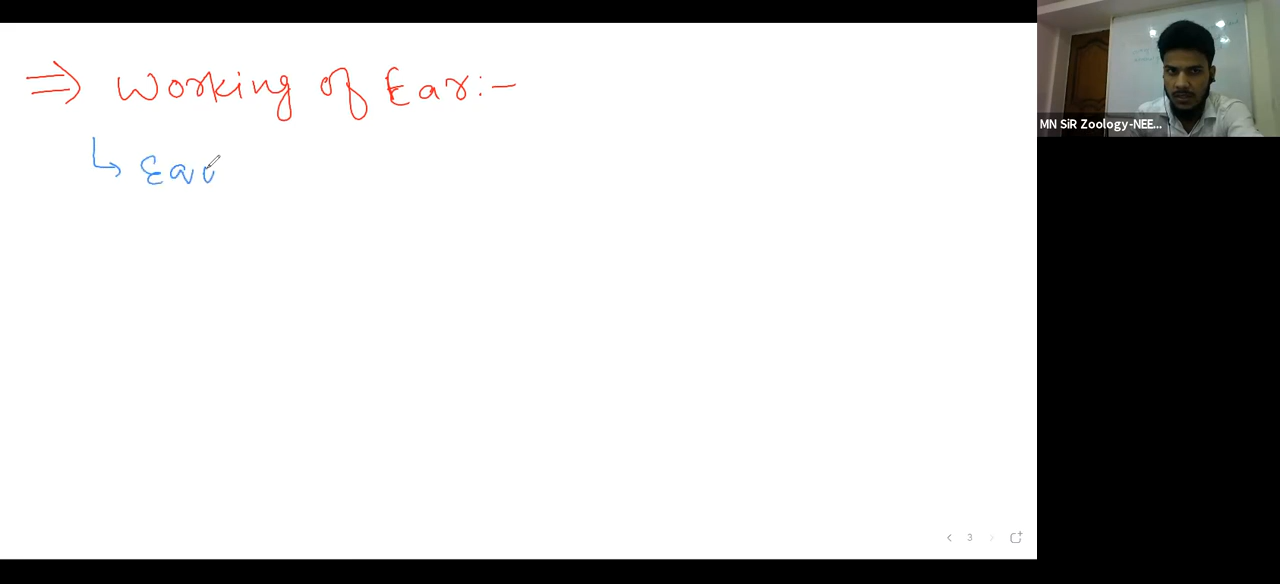 ⇒ Working of Ear:-
↳ Ear
MN SiR Zoology-NEE...
3